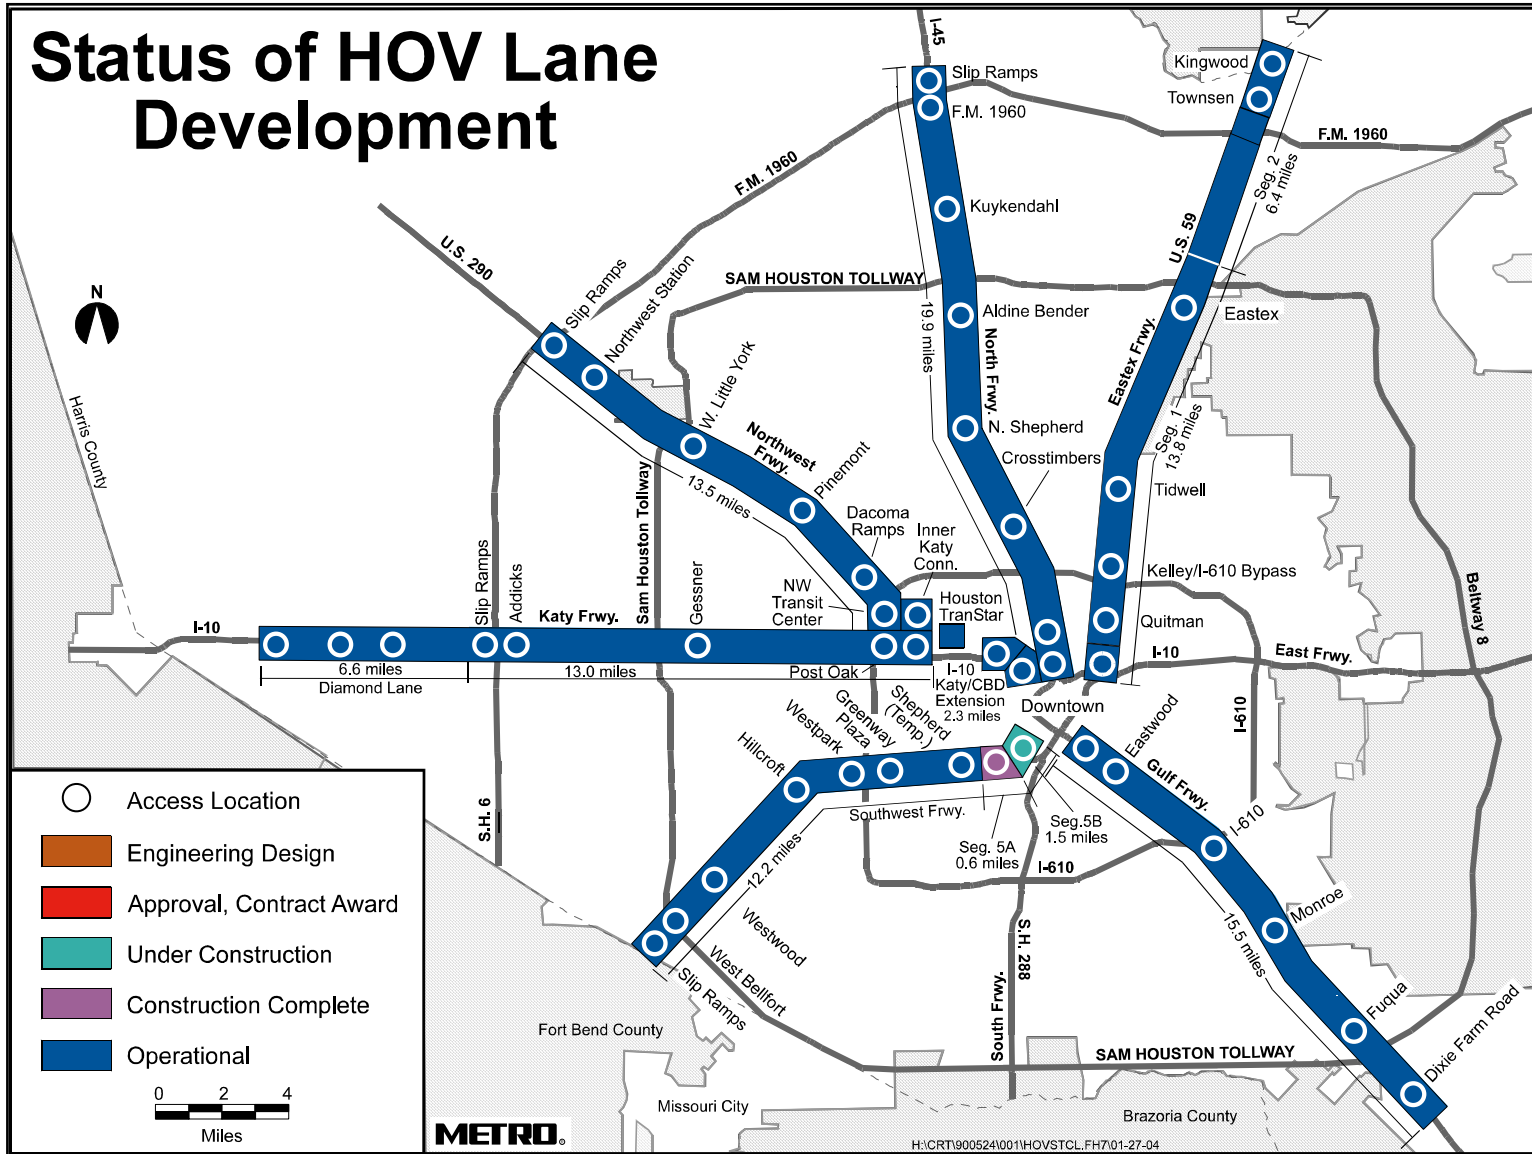 Status of HOV Lane
Development
I-45
Slip Ramps
F.M. 1960
Kingwood
Townsen
F.M. 1960
F.M. 1960
Seg. 2
6.4 miles
Kuykendahl
U.S. 59
U.S. 290
Slip Ramps
Northwest Station
SAM HOUSTON TOLLWAY
N
Aldine Bender
Eastex
19.9 miles
North Frwy.
Eastex Frwy.
W. Little York
Harris County
Northwest
Frwy.
N. Shepherd
Seg. 1
13.8 miles
Crosstimbers
13.5 miles
Pinemont
Tidwell
Sam Houston Tollway
Dacoma
Ramps
Inner
Katy
Conn.
Slip Ramps
Addicks
Gessner
NW
Transit
Center
Houston
TranStar
Kelley/I-610 Bypass
Beltway 8
Katy Frwy.
Quitman
I-10
6.6 miles
Diamond Lane
13.0 miles
Post Oak
I-10
Katy/CBD
Extension
2.3 miles
I-10
East Frwy.
Downtown
I-610
Shepherd
(Temp.)
Greenway
Plaza
Westpark
Hillcroft
Eastwood
Gulf Frwy.
Southwest Frwy.
Seg.5B
1.5 miles
Seg. 5A
0.6 miles
I-610
I-610
S.H. 6
12.2 miles
Monroe
15.5 miles
Westwood
West Bellfort
Slip Ramps
S.H. 288
South Frwy.
Fuqua
Dixie Farm Road
Fort Bend County
SAM HOUSTON TOLLWAY
Missouri City
Brazoria County
Access Location
Engineering Design
Approval, Contract Award
Under Construction
Construction Complete
Operational
0 2 4
Miles
METRO.
H:\CRT\900524\001\HOVSTCL.FH7\01-27-04